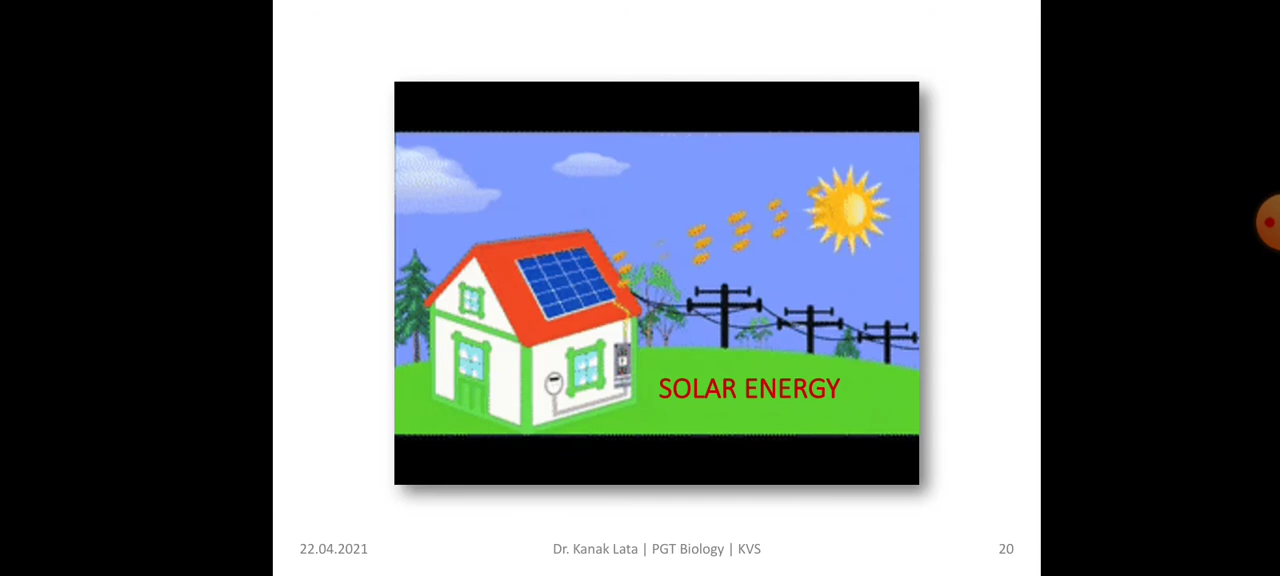 SOLAR ENERGY
22.04.2021
Dr. Kanak Lata | PGT Biology | KVS
20